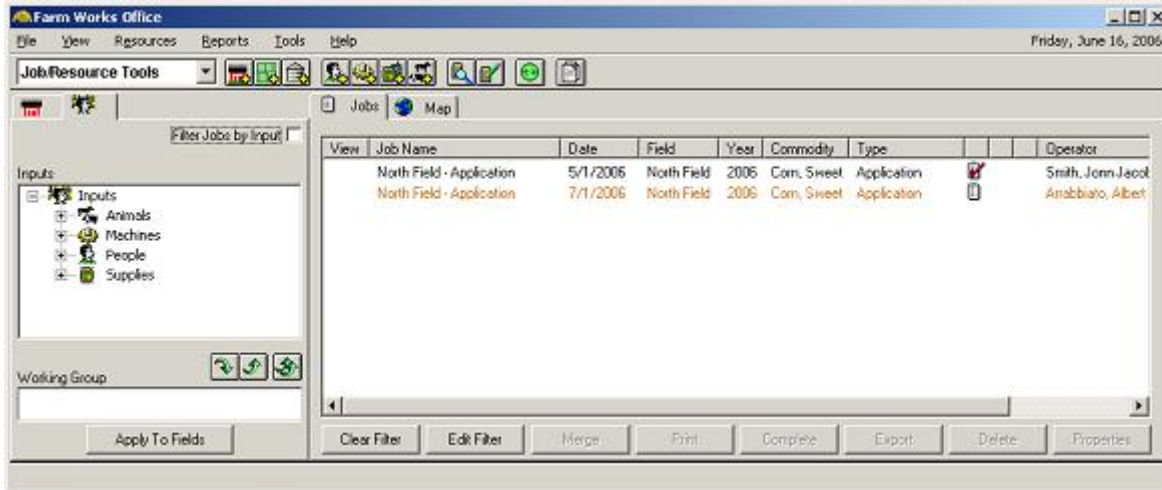 Farm Works Office
File View Resources Reports Tools Help Friday, June 16, 2006
Job/Resource Tools
Jobs Map
Filter Jobs by Input
View Job Name Date Field Year Commodity Type Operator
North Field - Application 5/1/2006 North Field 2006 Corn, Sweet Application Smith, John Jacob
North Field - Application 7/1/2006 North Field 2006 Corn, Sweet Application Arrabbiato, Albert
Inputs
Inputs
Animals
Machines
People
Supplies
Working Group
Apply To Fields
Clear Filter Edit Filter Merge Print Complete Export Delete Properties